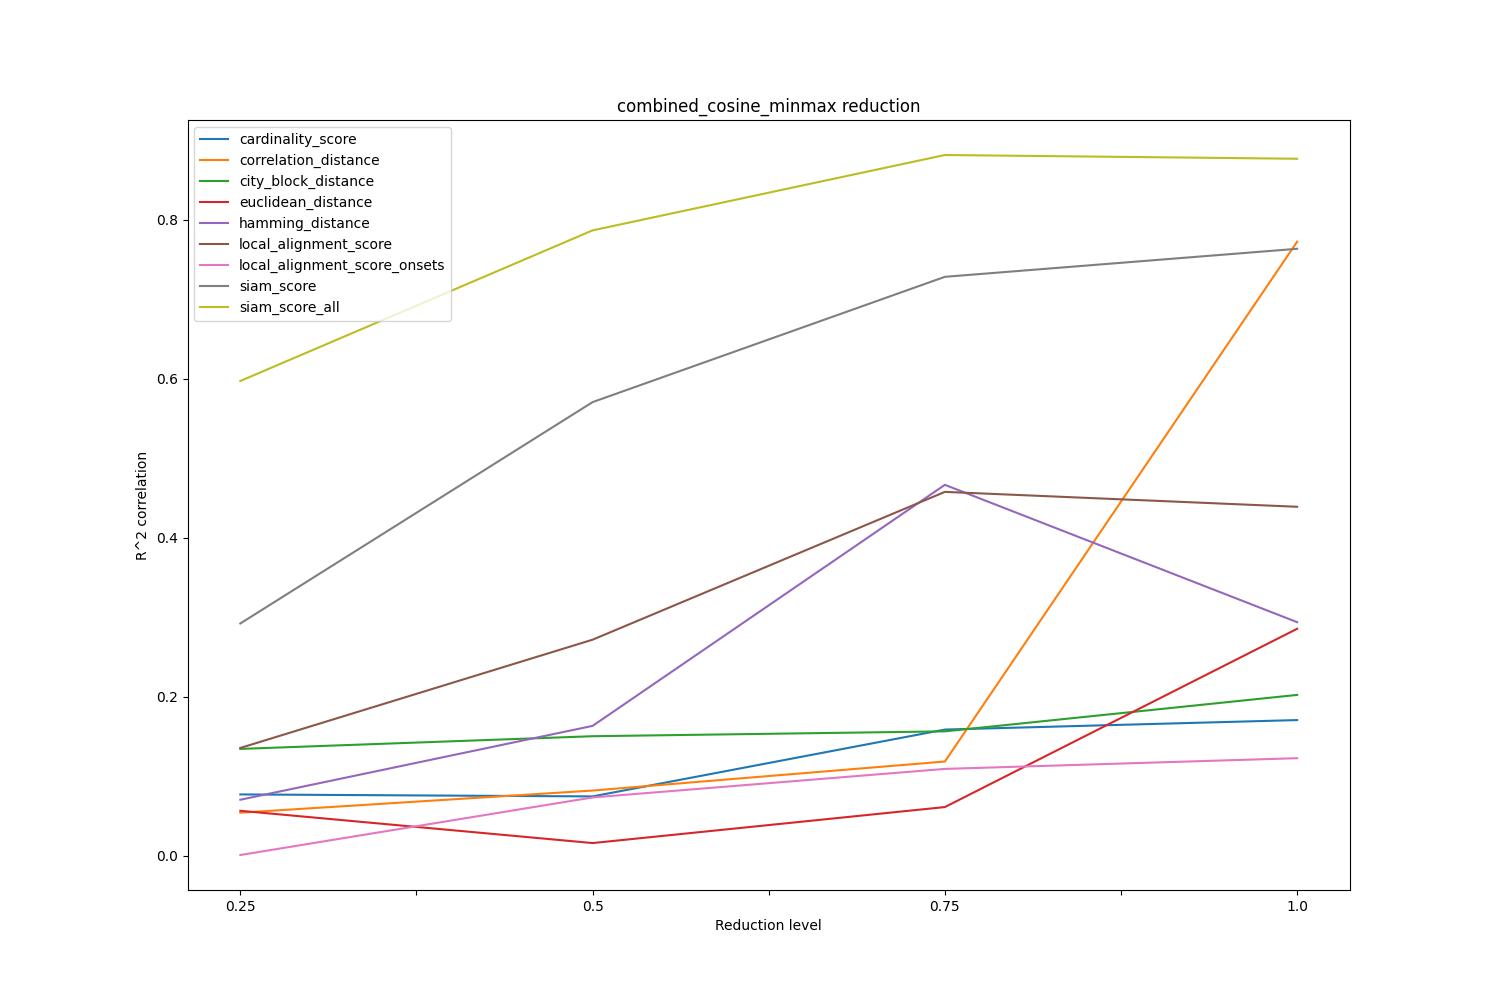 combined_cosine_minmax reduction
cardinality_score
correlation_distance
city_block_distance
euclidean_distance
hamming_distance
local_alignment_score
local_alignment_score_onsets
siam_score
siam_score_all
R^2 correlation
0.8
0.6
0.4
0.2
0.0
0.25 0.5 0.75 1.0
Reduction level